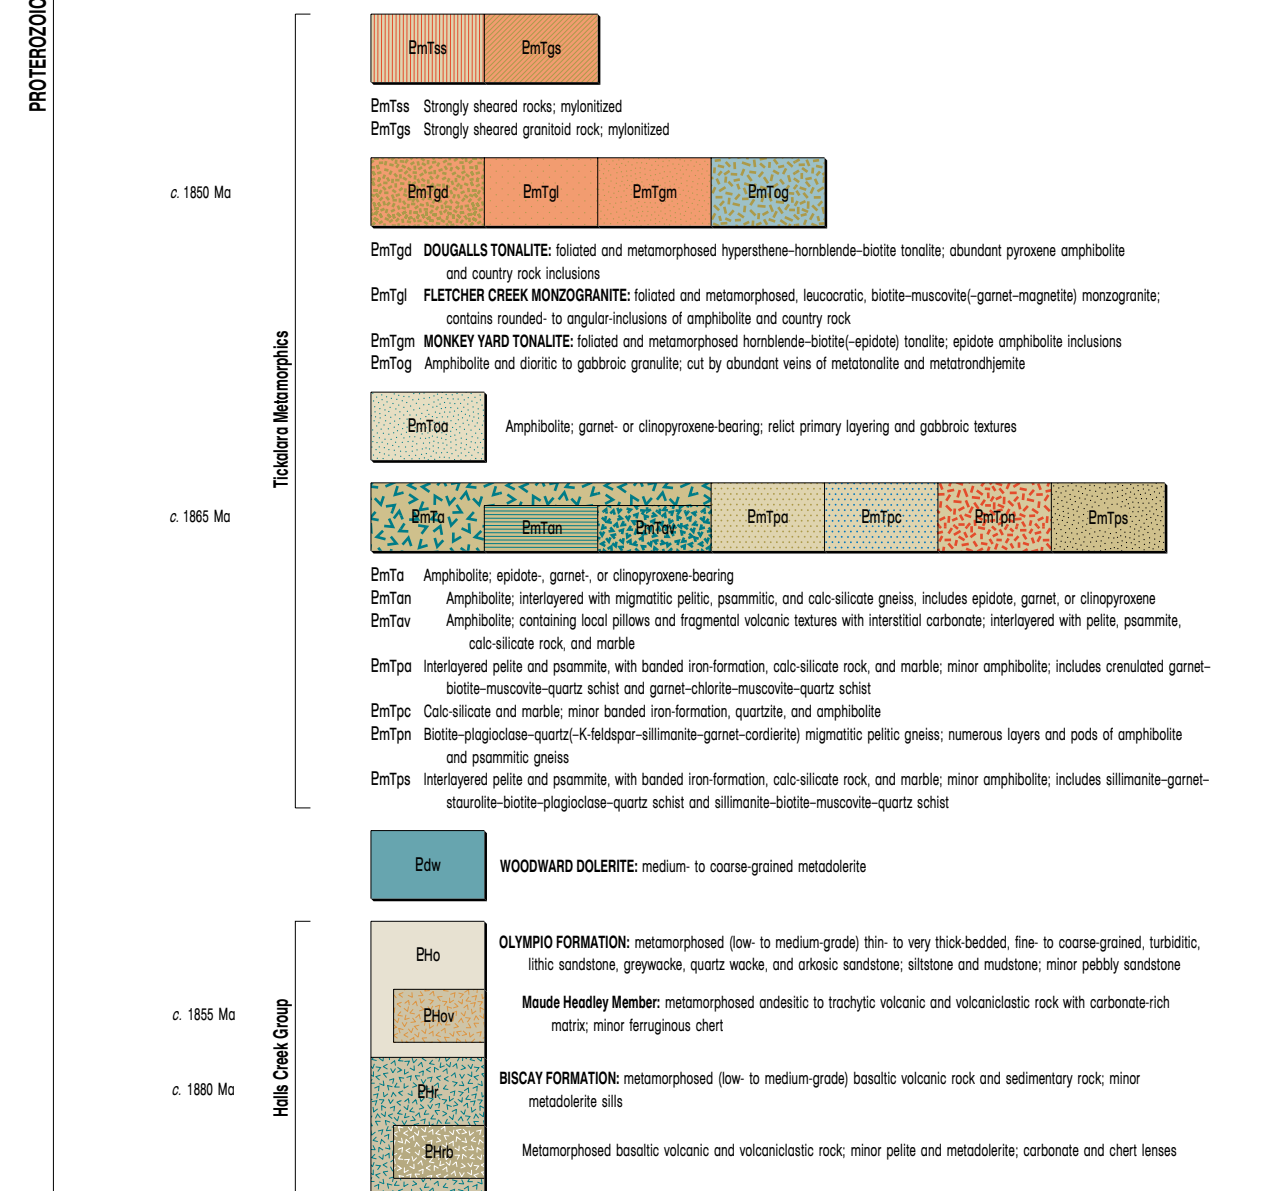 PROTEROZOIC
ⱣmTss ⱣmTgs
ⱣmTss Strongly sheared rocks; mylonitized
ⱣmTgs Strongly sheared granitoid rock; mylonitized
c. 1850 Ma
ⱣmTgd ⱣmTgl ⱣmTgm ⱣmTog
ⱣmTgd DOUGALLS TONALITE: foliated and metamorphosed hypersthene–hornblende–biotite tonalite; abundant pyroxene amphibolite
and country rock inclusions
ⱣmTgl FLETCHER CREEK MONZOGRANITE: foliated and metamorphosed, leucocratic, biotite–muscovite(–garnet–magnetite) monzogranite;
contains rounded- to angular-inclusions of amphibolite and country rock
ⱣmTgm MONKEY YARD TONALITE: foliated and metamorphosed hornblende–biotite(–epidote) tonalite; epidote amphibolite inclusions
ⱣmTog Amphibolite and dioritic to gabbroic granulite; cut by abundant veins of metatonalite and metatrondhjemite
Tickalara Metamorphics
ⱣmToa Amphibolite; garnet- or clinopyroxene-bearing; relict primary layering and gabbroic textures
c. 1865 Ma
ⱣmTa ⱣmTan ⱣmTav ⱣmTpa ⱣmTpc ⱣmTpn ⱣmTps
ⱣmTa Amphibolite; epidote-, garnet-, or clinopyroxene-bearing
ⱣmTan Amphibolite; interlayered with migmatitic pelitic, psammitic, and calc-silicate gneiss, includes epidote, garnet, or clinopyroxene
ⱣmTav Amphibolite; containing local pillows and fragmental volcanic textures with interstitial carbonate; interlayered with pelite, psammite,
calc-silicate rock, and marble
ⱣmTpa Interlayered pelite and psammite, with banded iron-formation, calc-silicate rock, and marble; minor amphibolite; includes crenulated garnet–
biotite–muscovite–quartz schist and garnet–chlorite–muscovite–quartz schist
ⱣmTpc Calc-silicate and marble; minor banded iron-formation, quartzite, and amphibolite
ⱣmTpn Biotite–plagioclase–quartz(–K-feldspar–sillimanite–garnet–cordierite) migmatitic pelitic gneiss; numerous layers and pods of amphibolite
and psammitic gneiss
ⱣmTps Interlayered pelite and psammite, with banded iron-formation, calc-silicate rock, and marble; minor amphibolite; includes sillimanite–garnet–
staurolite–biotite–plagioclase–quartz schist and sillimanite–biotite–muscovite–quartz schist
Ᵽdw WOODWARD DOLERITE: medium- to coarse-grained metadolerite
Halls Creek Group
ⱣHo OLYMPIO FORMATION: metamorphosed (low- to medium-grade) thin- to very thick-bedded, fine- to coarse-grained, turbiditic,
lithic sandstone, greywacke, quartz wacke, and arkosic sandstone; siltstone and mudstone; minor pebbly sandstone
c. 1855 Ma ⱣHov Maude Headley Member: metamorphosed andesitic to trachytic volcanic and volcaniclastic rock with carbonate-rich
matrix; minor ferruginous chert
c. 1880 Ma ⱣHr BISCAY FORMATION: metamorphosed (low- to medium-grade) basaltic volcanic rock and sedimentary rock; minor
metadolerite sills
ⱣHrb Metamorphosed basaltic volcanic and volcaniclastic rock; minor pelite and metadolerite; carbonate and chert lenses